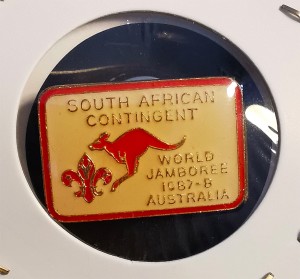 SOUTH AFRICAN
CONTINGENT
WORLD
JAMBOREE
1987-8
AUSTRALIA